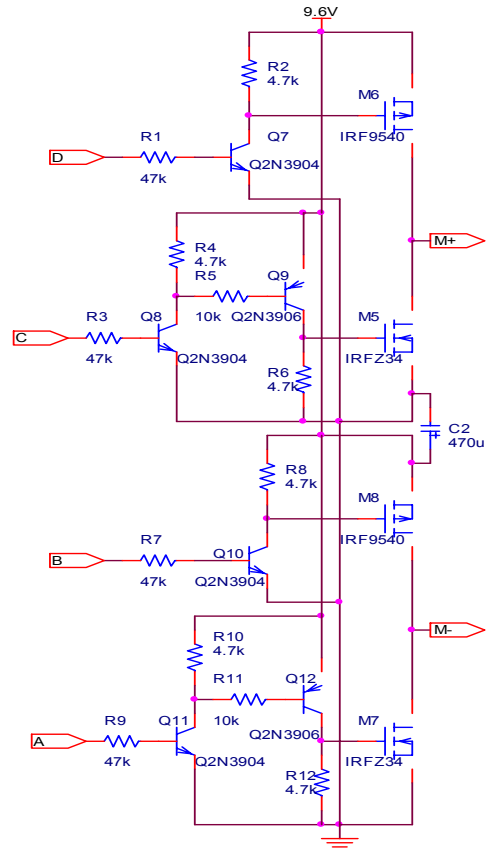 9.6V
R2
4.7k
M6
IRF9540
R1
47k
D
Q7
Q2N3904
M+
R4
4.7k
R5
10k
Q9
Q2N3906
R3
47k
C
Q8
Q2N3904
M5
IRFZ34
R6
4.7k
C2
470u
R8
4.7k
M8
IRF9540
R7
47k
B
Q10
Q2N3904
M-
R10
4.7k
R11
10k
Q12
Q2N3906
R9
47k
A
Q11
Q2N3904
M7
IRFZ34
R12
4.7k